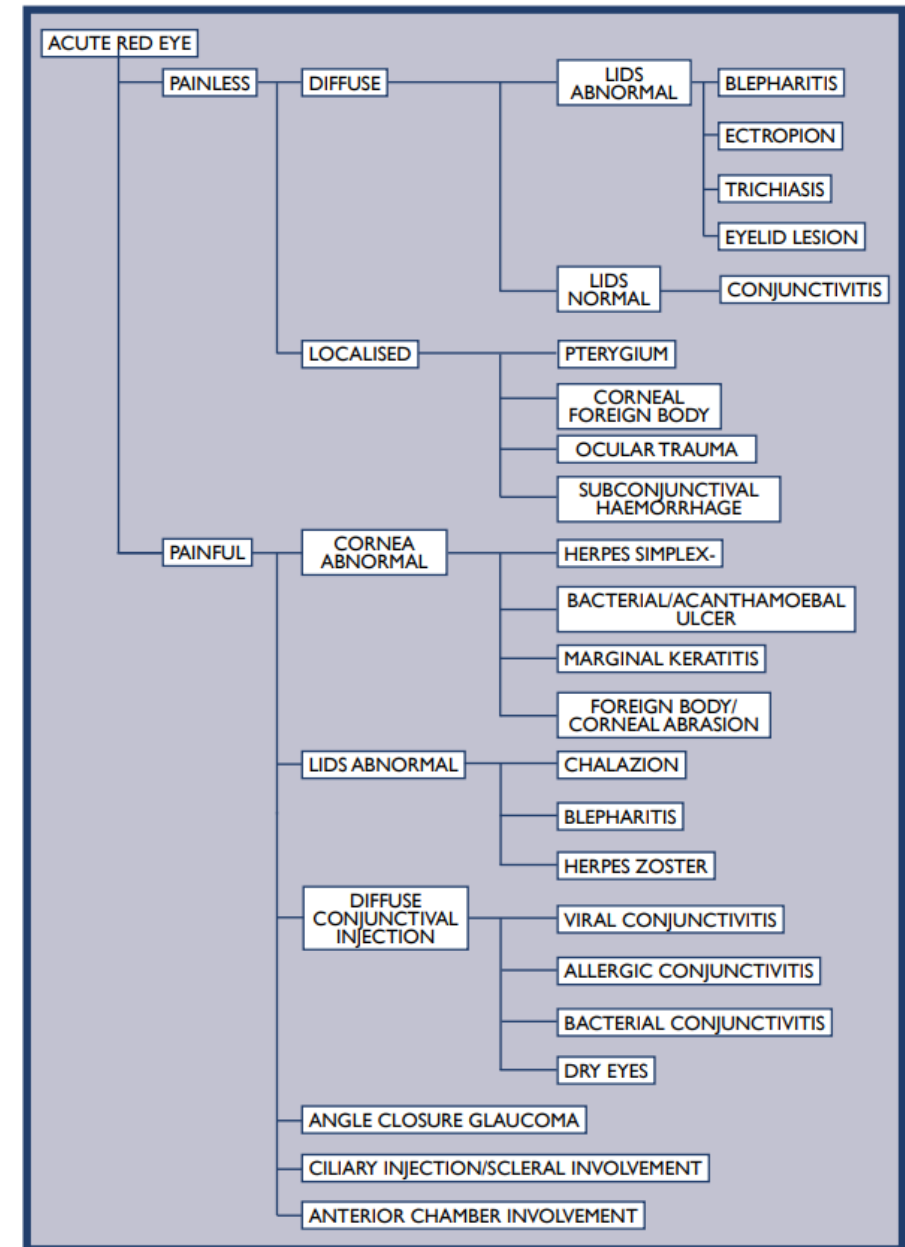 ACUTE RED EYE
PAINLESS
DIFFUSE
LIDS
ABNORMAL
BLEPHARITIS
ECTROPION
TRICHIASIS
EYELID LESION
LIDS
NORMAL
CONJUNCTIVITIS
LOCALISED
PTERYGIUM
CORNEAL
FOREIGN BODY
OCULAR TRAUMA
SUBCONJUNCTIVAL
HAEMORRHAGE
PAINFUL
CORNEA
ABNORMAL
HERPES SIMPLEX-
BACTERIAL/ACANTHAMOEBAL
ULCER
MARGINAL KERATITIS
FOREIGN BODY/
CORNEAL ABRASION
LIDS ABNORMAL
CHALAZION
BLEPHARITIS
HERPES ZOSTER
DIFFUSE
CONJUNCTIVAL
INJECTION
VIRAL CONJUNCTIVITIS
ALLERGIC CONJUNCTIVITIS
BACTERIAL CONJUNCTIVITIS
DRY EYES
ANGLE CLOSURE GLAUCOMA
CILIARY INJECTION/SCLERAL INVOLVEMENT
ANTERIOR CHAMBER INVOLVEMENT